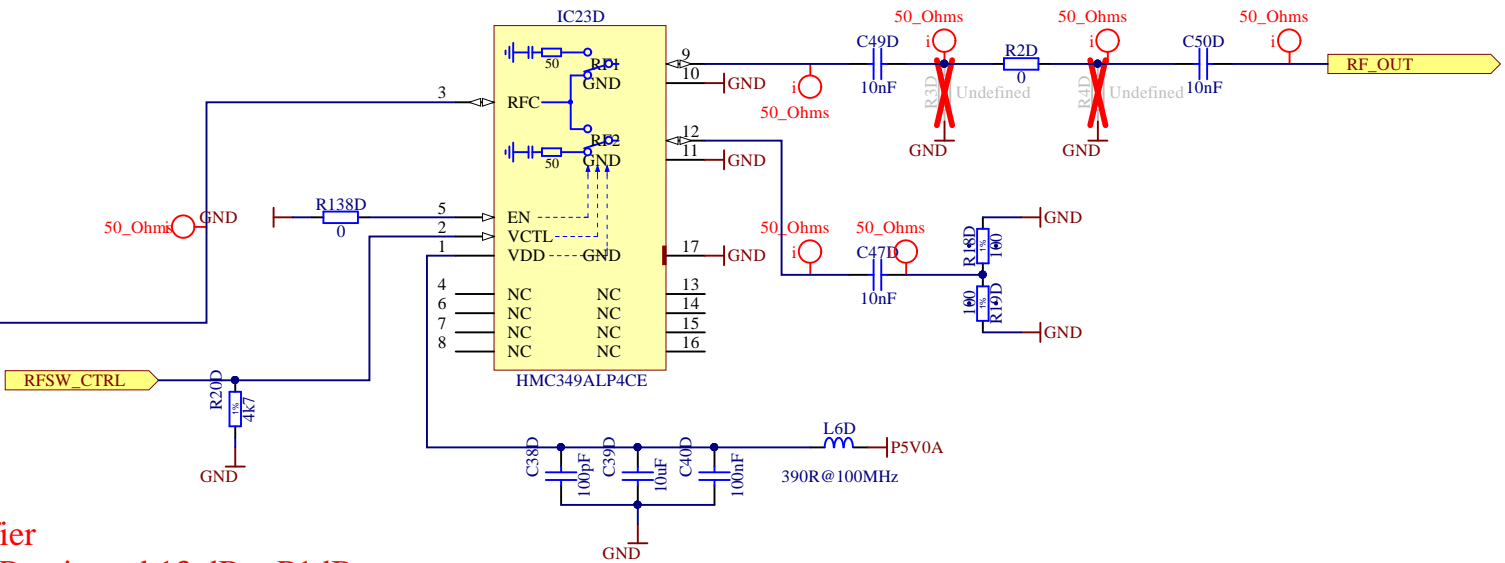 IC23D
50_Ohms
50_Ohms
50_Ohms
i
i
i
C49D
R2D
C50D
RF_OUT
50
RF1
9
10nF
0
10nF
GND
10
GND
R3D
Undefined
R4D
Undefined
i
50_Ohms
3
RFC
RF2
12
GND
GND
50
GND
11
GND
R138D
0
GND
50_Ohms
i
5
EN
2
VCTL
1
VDD
GND
17
GND
50_Ohms
50_Ohms
i
i
C47D
10nF
R18D
1%
100
GND
100
1%
R19D
GND
4
NC
NC
13
6
NC
NC
14
7
NC
NC
15
8
NC
NC
16
HMC349ALP4CE
RFSW_CTRL
R20D
1%
4k7
GND
C38D
100pF
C39D
10uF
C40D
100nF
L6D
P5V0A
390R@100MHz
GND